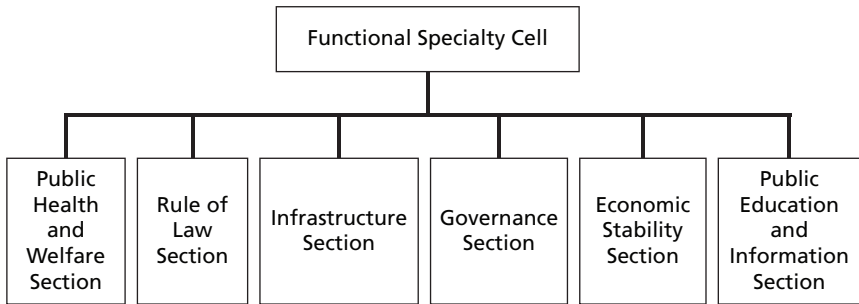 Functional Specialty Cell
Public
Health
and
Welfare
Section
Rule of
Law
Section
Infrastructure
Section
Governance
Section
Economic
Stability
Section
Public
Education
and
Information
Section